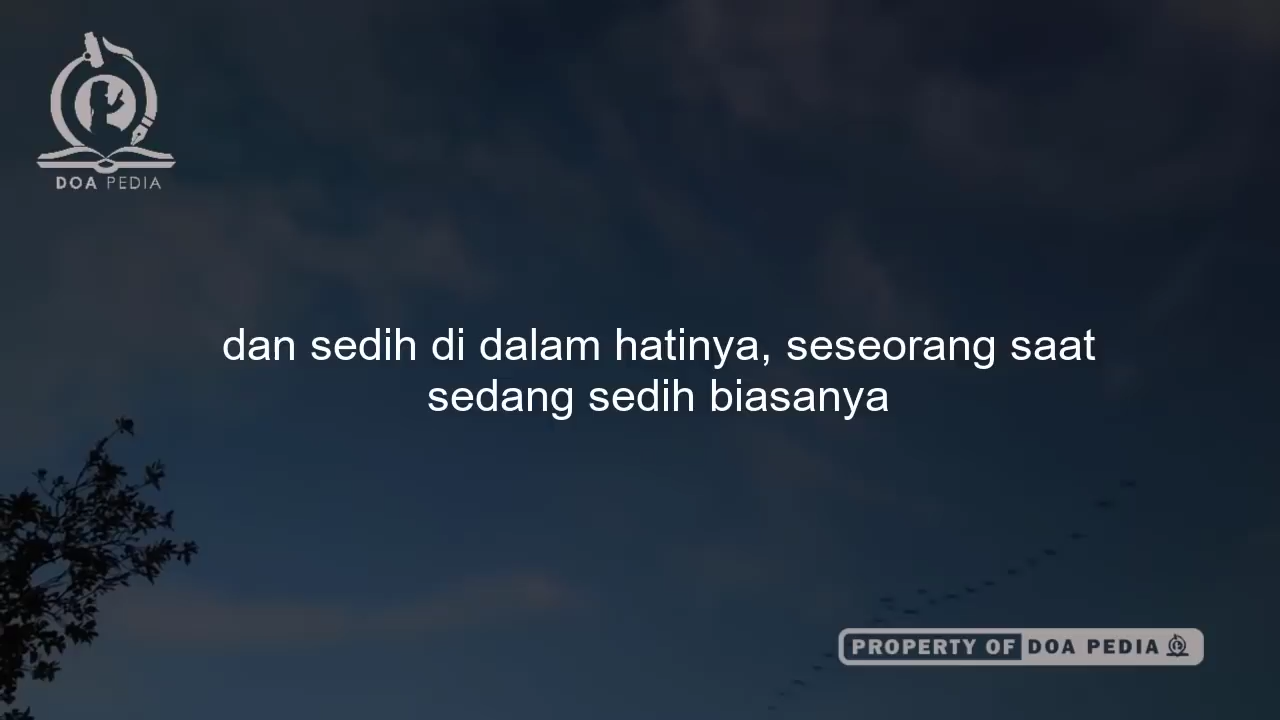 DOA PEDIA
dan sedih di dalam hatinya, seseorang saat
sedang sedih biasanya
PROPERTY OF DOA PEDIA